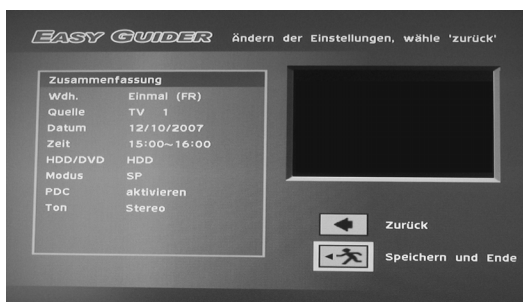 EASY GUIDER ändern der Einstellungen, wähle 'zurück'
Zusammenfassung
Wdh. Einmal (FR)
Quelle TV 1
Datum 12/10/2007
Zeit 15:00~16:00
HDD/DVD HDD
Modus SP
PDC aktivieren
Ton Stereo
Zurück
Speichern und Ende